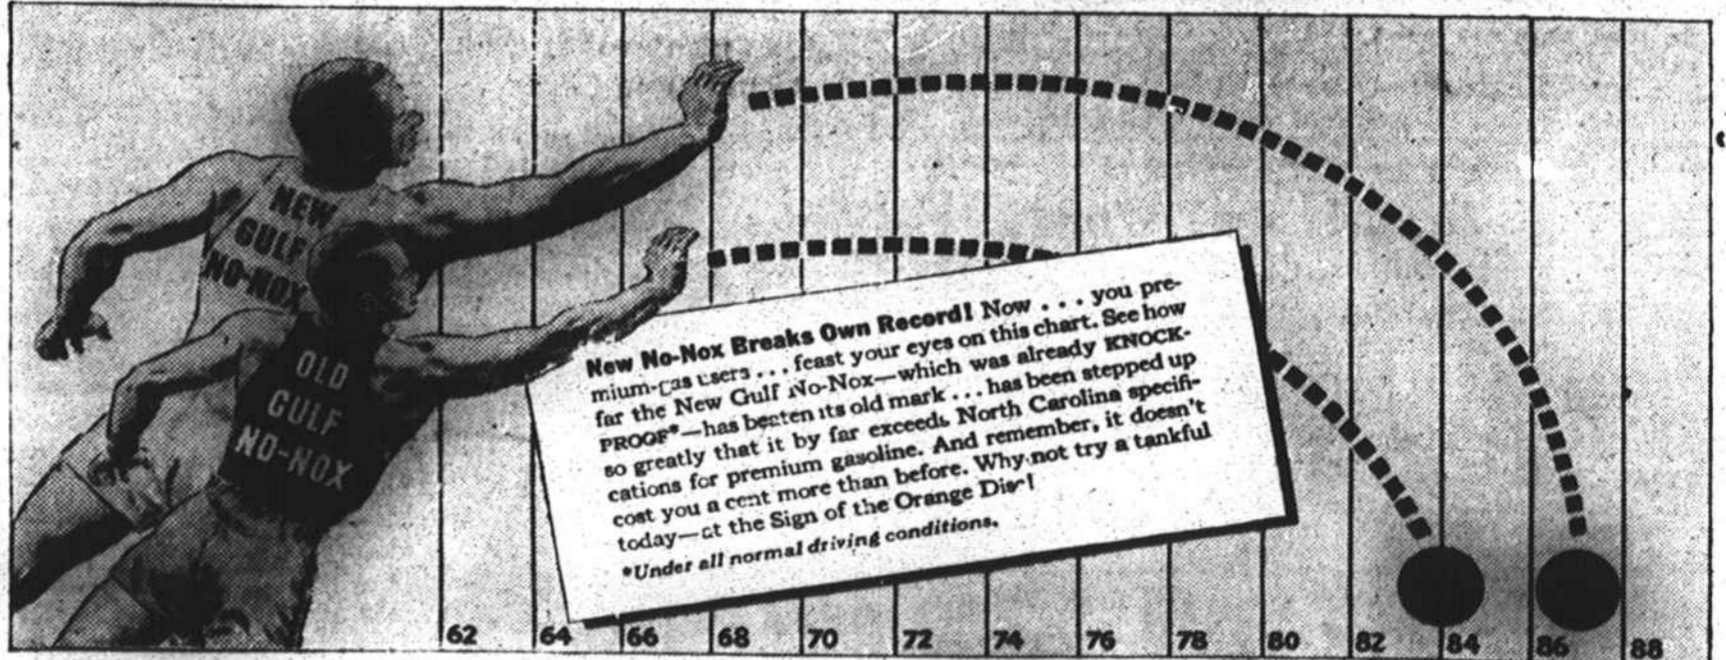 NEW
GULF
NO-NOX
OLD
GULF
NO-NOX
New No-Nox Breaks Own Record! Now . . . you pre-
mium-gas users . . . feast your eyes on this chart. See how
far the New Gulf No-Nox—which was already KNOCK-
PROOF*—has beaten its old mark . . . has been stepped up
so greatly that it by far exceeds North Carolina specifi-
cations for premium gasoline. And remember, it doesn't
cost you a cent more than before. Why not try a tankful
today—at the Sign of the Orange Disc!
*Under all normal driving conditions.
62 64 66 68 70 72 74 76 78 80 82 84 86 88